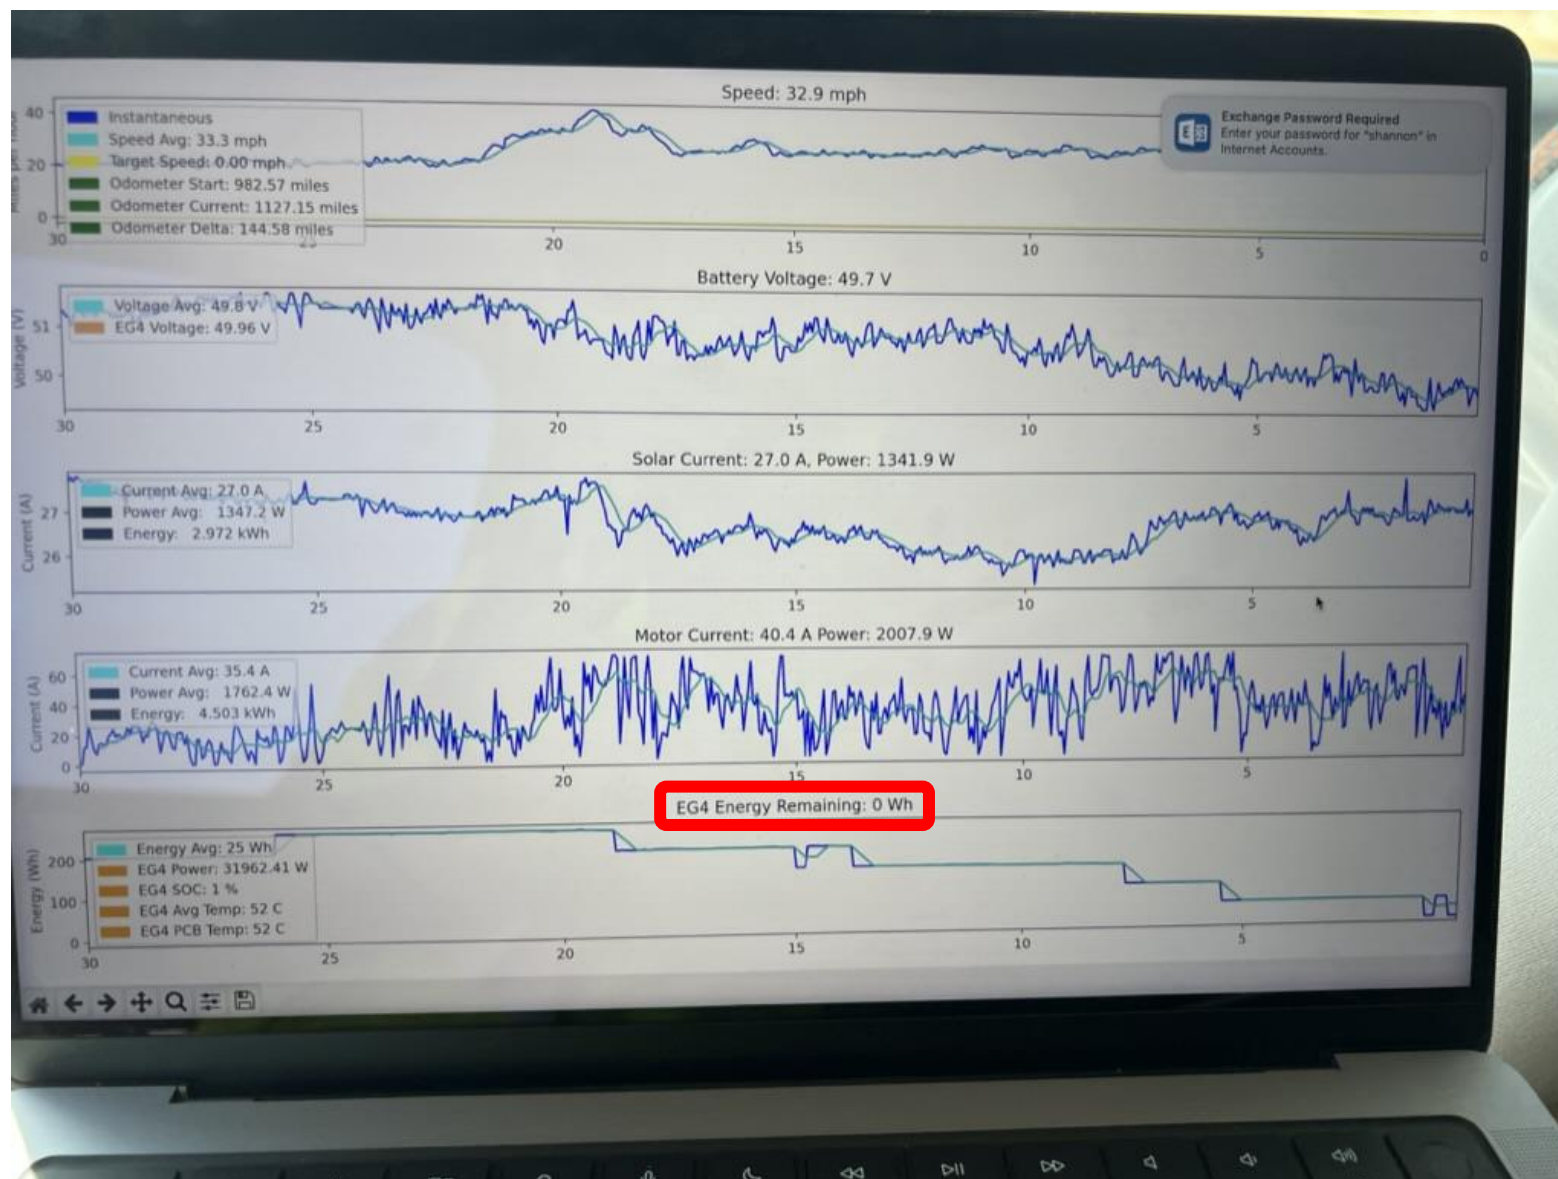 Speed: 32.9 mph
Miles per hour
40
20
0
Instantaneous
Speed Avg: 33.3 mph
Target Speed: 0.00 mph
Odometer Start: 982.57 miles
Odometer Current: 1127.15 miles
Odometer Delta: 144.58 miles
Exchange Password Required
Enter your password for "shannon" in
Internet Accounts.
30 25 20 15 10 5 0
Battery Voltage: 49.7 V
Voltage (V)
51
50
Voltage Avg: 49.8 V
EG4 Voltage: 49.96 V
30 25 20 15 10 5
Solar Current: 27.0 A, Power: 1341.9 W
Current (A)
27
26
Current Avg: 27.0 A
Power Avg: 1347.2 W
Energy: 2.972 kWh
30 25 20 15 10 5
Motor Current: 40.4 A Power: 2007.9 W
Current (A)
60
40
20
0
Current Avg: 35.4 A
Power Avg: 1762.4 W
Energy: 4.503 kWh
30 25 20 15 10 5
EG4 Energy Remaining: 0 Wh
Energy (Wh)
200
100
0
Energy Avg: 25 Wh
EG4 Power: 31962.41 W
EG4 SOC: 1 %
EG4 Avg Temp: 52 C
EG4 PCB Temp: 52 C
30 25 20 15 10 5